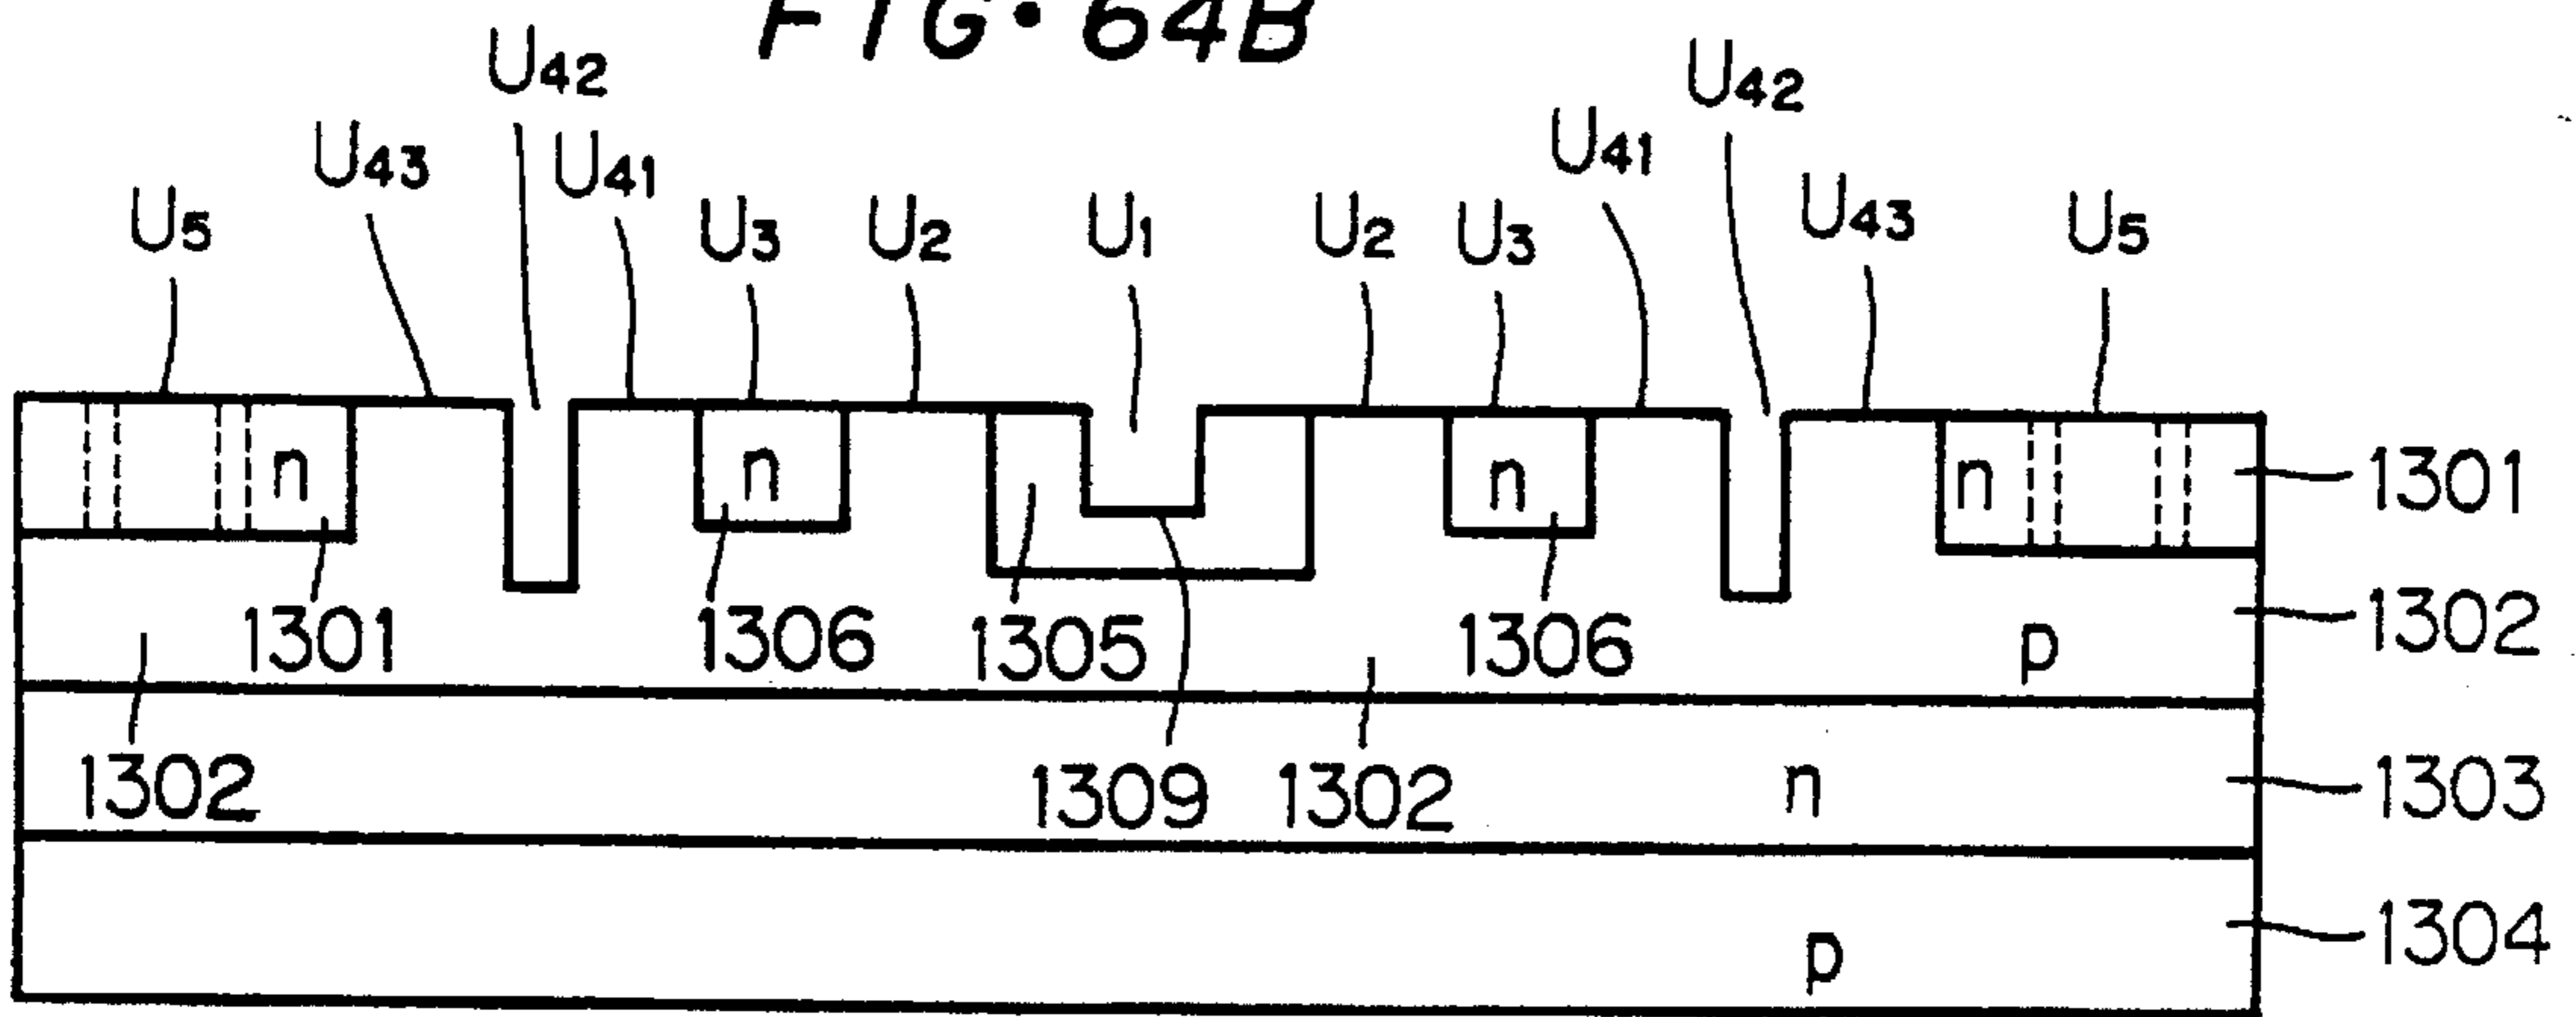 FIG. 64B
U42 U42
U43 U41 U41 U43
U5 U3 U2 U1 U2 U3 U5
n n n n 1301
1301 1306 1305 1306 p 1302
1302 1309 1302 n 1303
p 1304